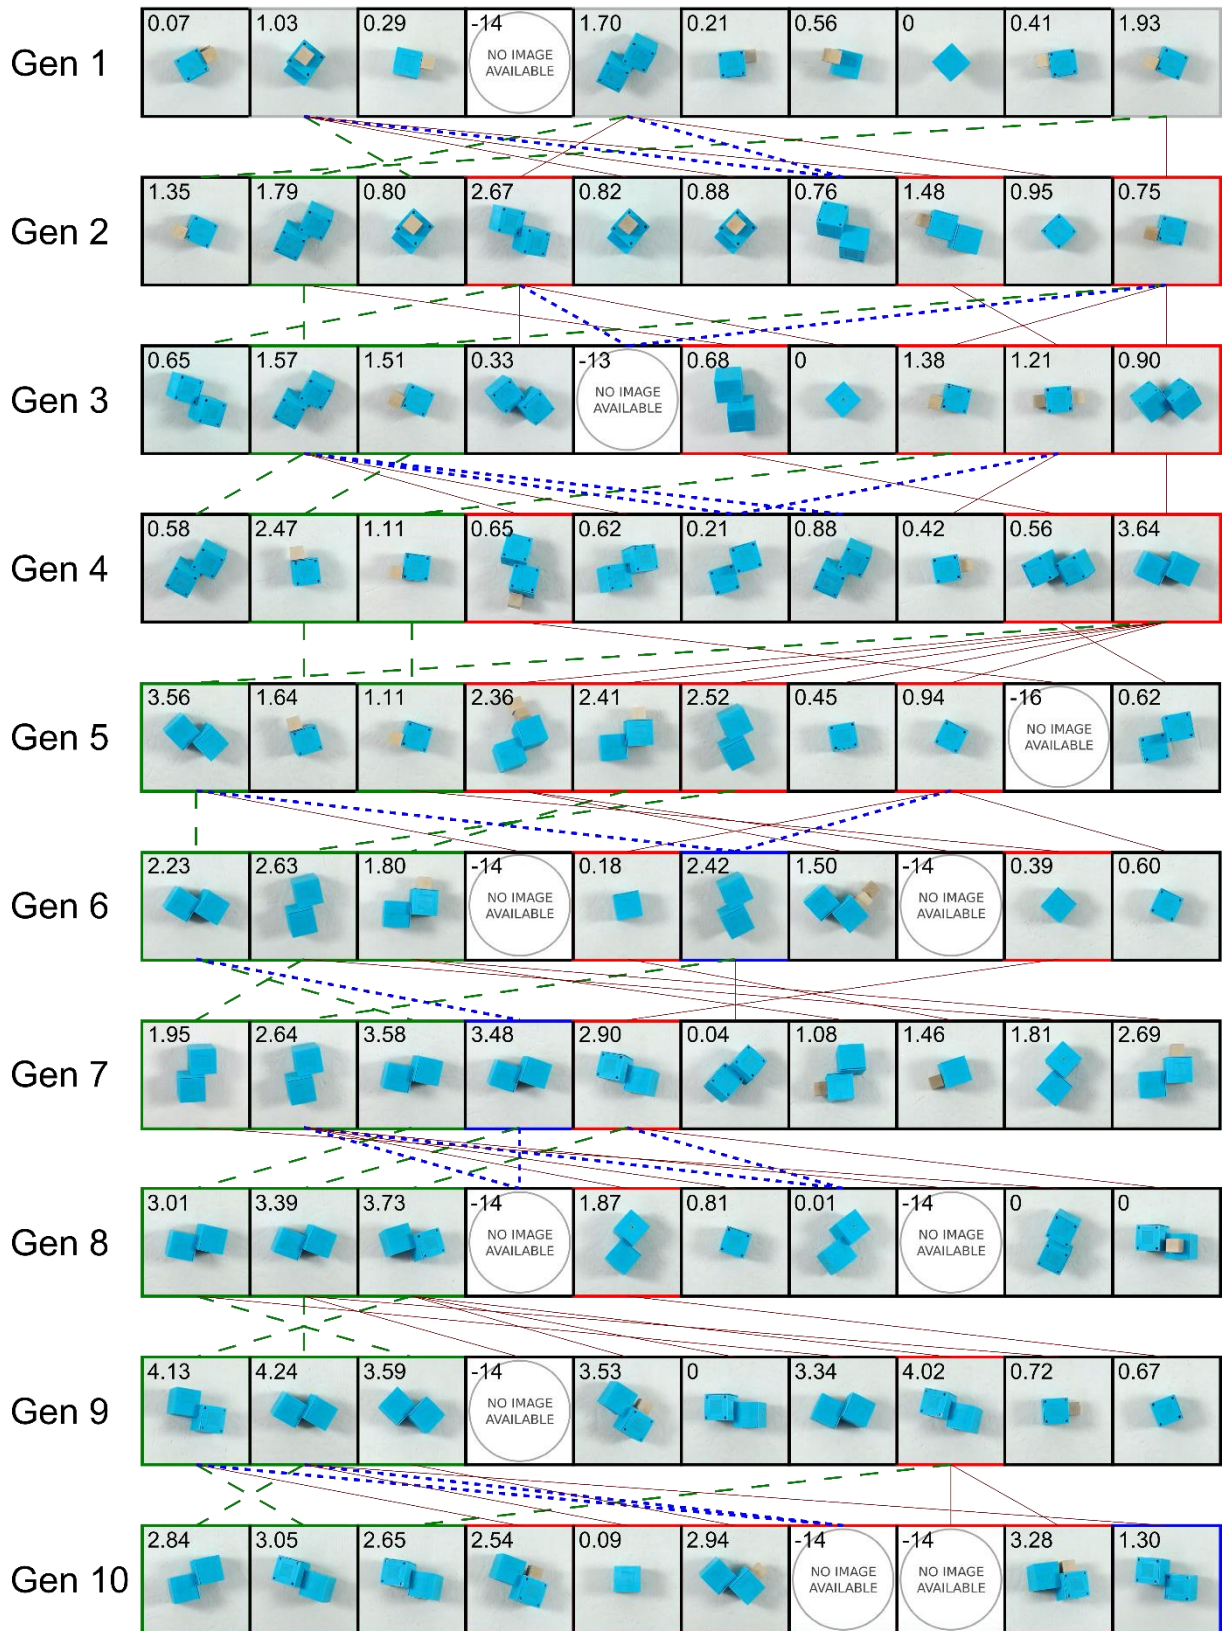 Gen 1 0.07 1.03 0.29 -14 1.70 0.21 0.56 0 0.41 1.93
NO IMAGE
AVAILABLE
Gen 2 1.35 1.79 0.80 2.67 0.82 0.88 0.76 1.48 0.95 0.75
Gen 3 0.65 1.57 1.51 0.33 -13 0.68 0 1.38 1.21 0.90
NO IMAGE
AVAILABLE
Gen 4 0.58 2.47 1.11 0.65 0.62 0.21 0.88 0.42 0.56 3.64
Gen 5 3.56 1.64 1.11 2.36 2.41 2.52 0.45 0.94 -16 0.62
NO IMAGE
AVAILABLE
Gen 6 2.23 2.63 1.80 -14 0.18 2.42 1.50 -14 0.39 0.60
NO IMAGE NO IMAGE
AVAILABLE AVAILABLE
Gen 7 1.95 2.64 3.58 3.48 2.90 0.04 1.08 1.46 1.81 2.69
Gen 8 3.01 3.39 3.73 -14 1.87 0.81 0.01 -14 0 0
NO IMAGE NO IMAGE
AVAILABLE AVAILABLE
Gen 9 4.13 4.24 3.59 -14 3.53 0 3.34 4.02 0.72 0.67
NO IMAGE
AVAILABLE
Gen 10 2.84 3.05 2.65 2.54 0.09 2.94 -14 -14 3.28 1.30
NO IMAGE NO IMAGE
AVAILABLE AVAILABLE